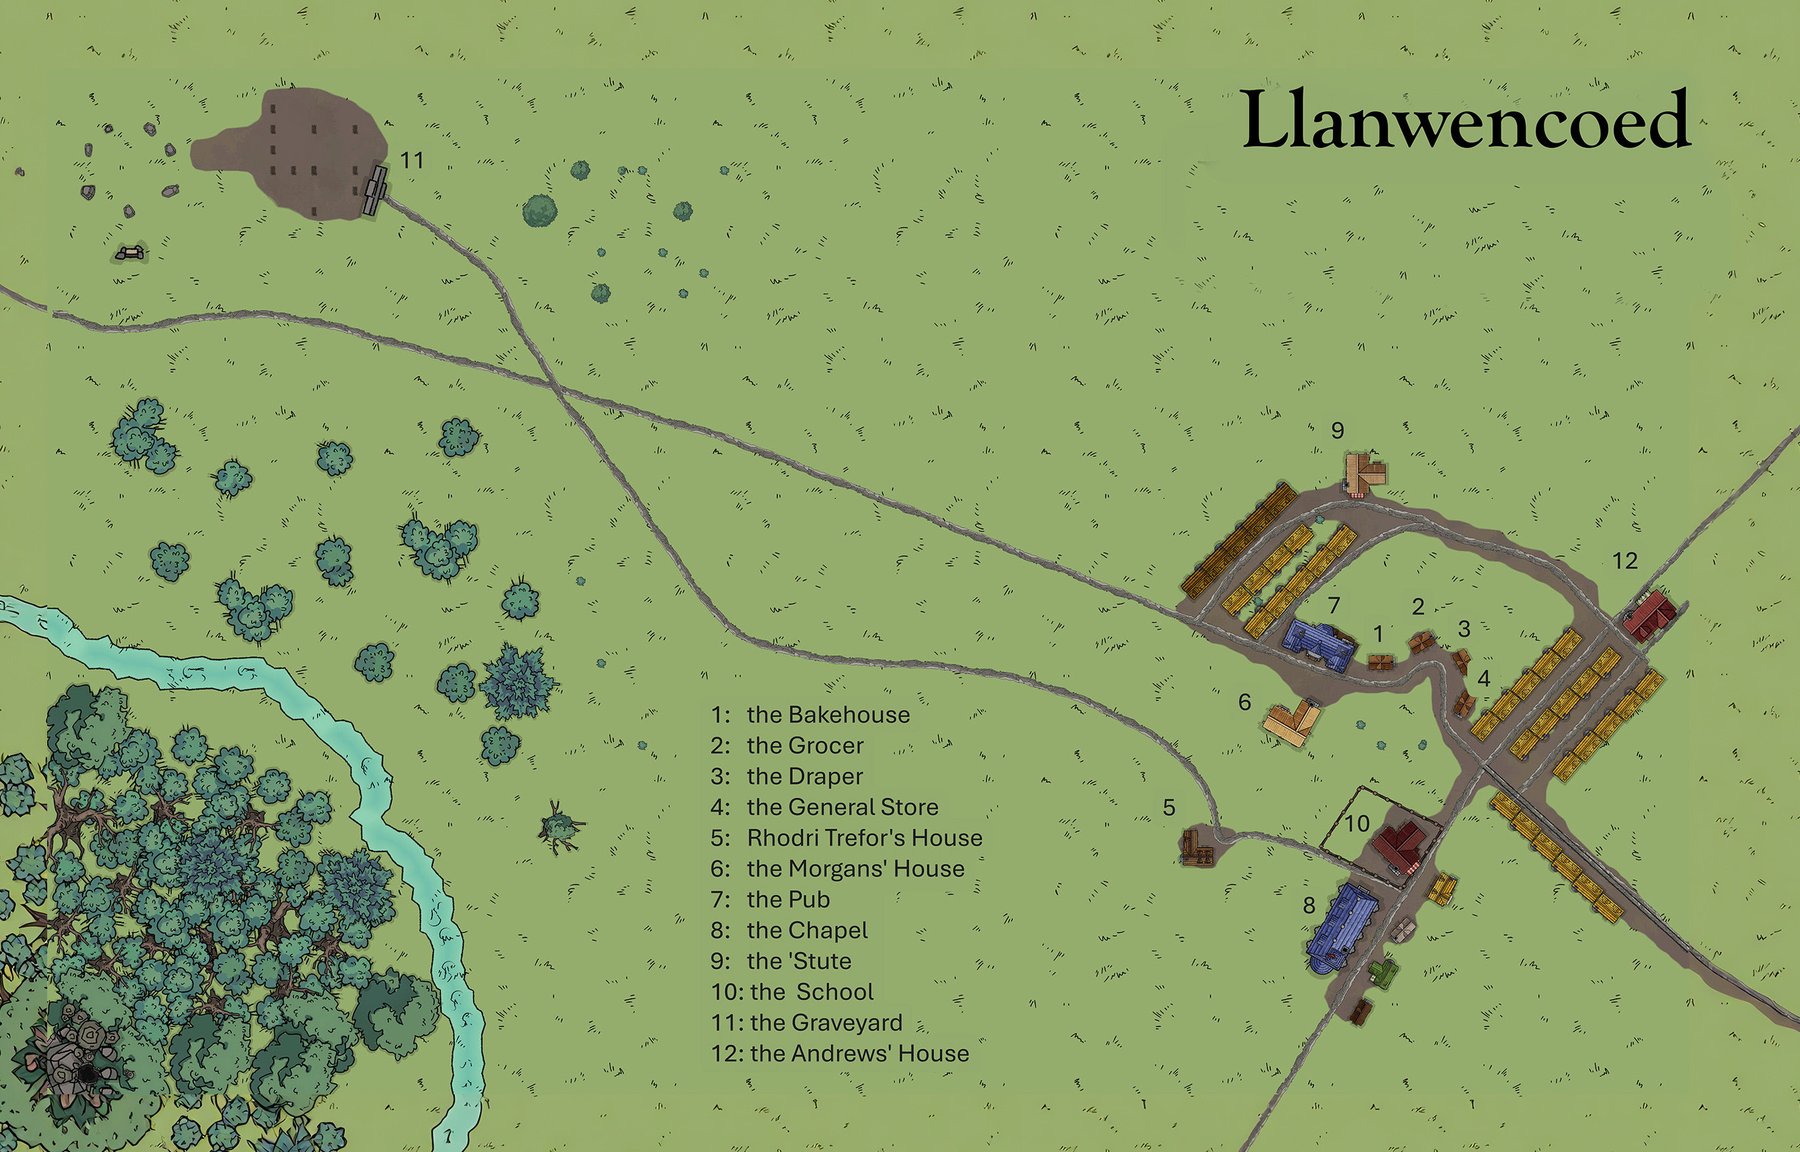 Llanwencoed
11
9
12
7
2
1
3
4
6
5
10
8
1: the Bakehouse
2: the Grocer
3: the Draper
4: the General Store
5: Rhodri Trefor's House
6: the Morgans' House
7: the Pub
8: the Chapel
9: the 'Stute
10: the School
11: the Graveyard
12: the Andrews' House